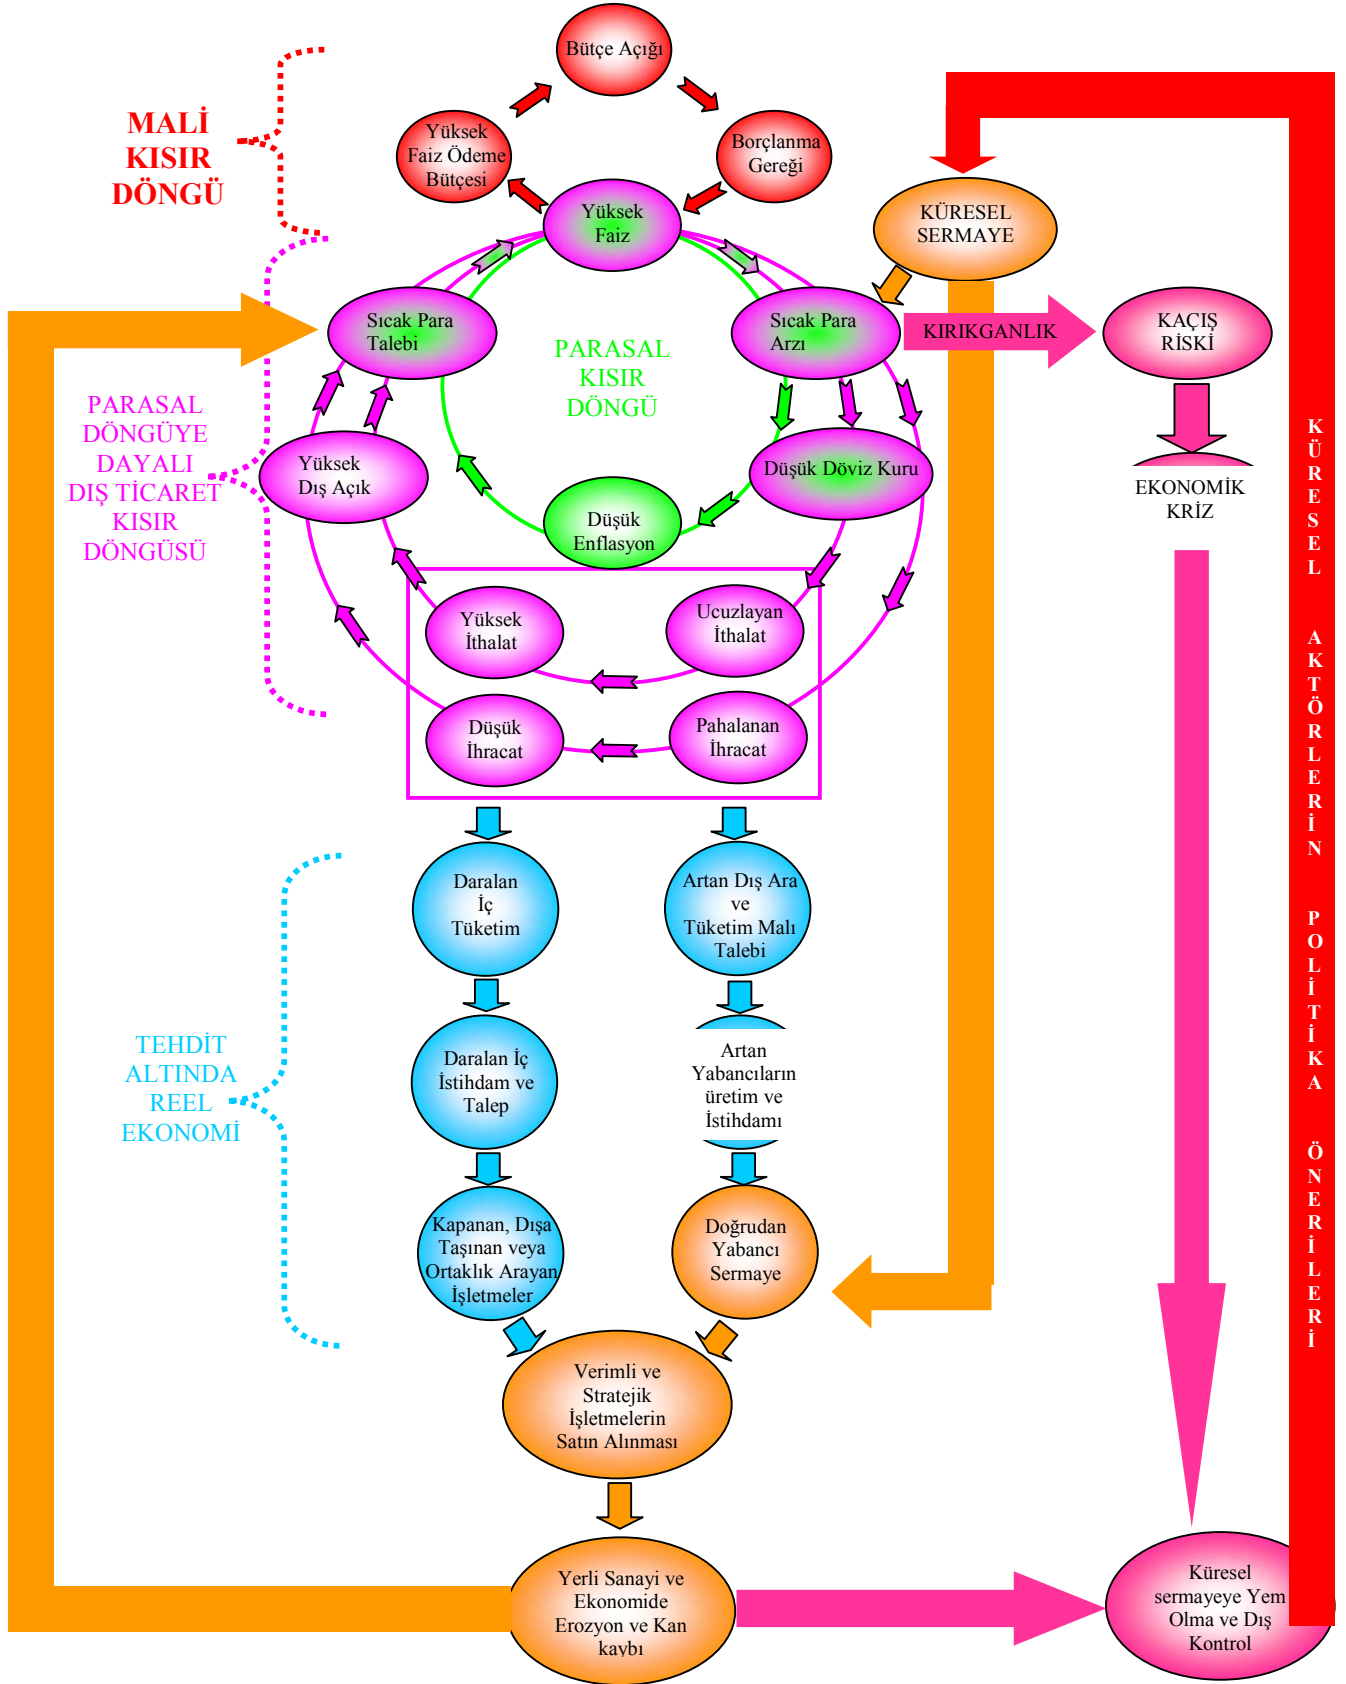 Bütçe Açığı
MALİ
KISIR
DÖNGÜ
Yüksek
Faiz Ödeme
Bütçesi
Borçlanma
Gereği
Yüksek
Faiz
KÜRESEL
SERMAYE
Sıcak Para
Talebi
Sıcak Para
Arzı
KIRIKGANLIK
KAÇIŞ
RİSKİ
PARASAL
KISIR
DÖNGÜ
PARASAL
DÖNGÜYE
DAYALI
DIŞ TİCARET
KISIR
DÖNGÜSÜ
Yüksek
Dış Açık
Düşük Döviz Kuru
EKONOMİK
KRİZ
Düşük
Enflasyon
Yüksek
İthalat
Ucuzlayan
İthalat
Düşük
İhracat
Pahalanan
İhracat
KÜRESEL AKTÖRLERİN POLİTİKA ÖNERİLERİ
Daralan
İç
Tüketim
Artan Dış Ara
ve
Tüketim Malı
Talebi
TEHDİT
ALTINDA
REEL
EKONOMİ
Daralan İç
İstihdam ve
Talep
Artan
Yabancıların
üretim ve
İstihdamı
Kapanan, Dışa
Taşınan veya
Ortaklık Arayan
İşletmeler
Doğrudan
Yabancı
Sermaye
Verimli ve
Stratejik
İşletmelerin
Satın Alınması
Yerli Sanayi ve
Ekonomide
Erozyon ve Kan
kaybı
Küresel
sermayeye Yem
Olma ve Dış
Kontrol